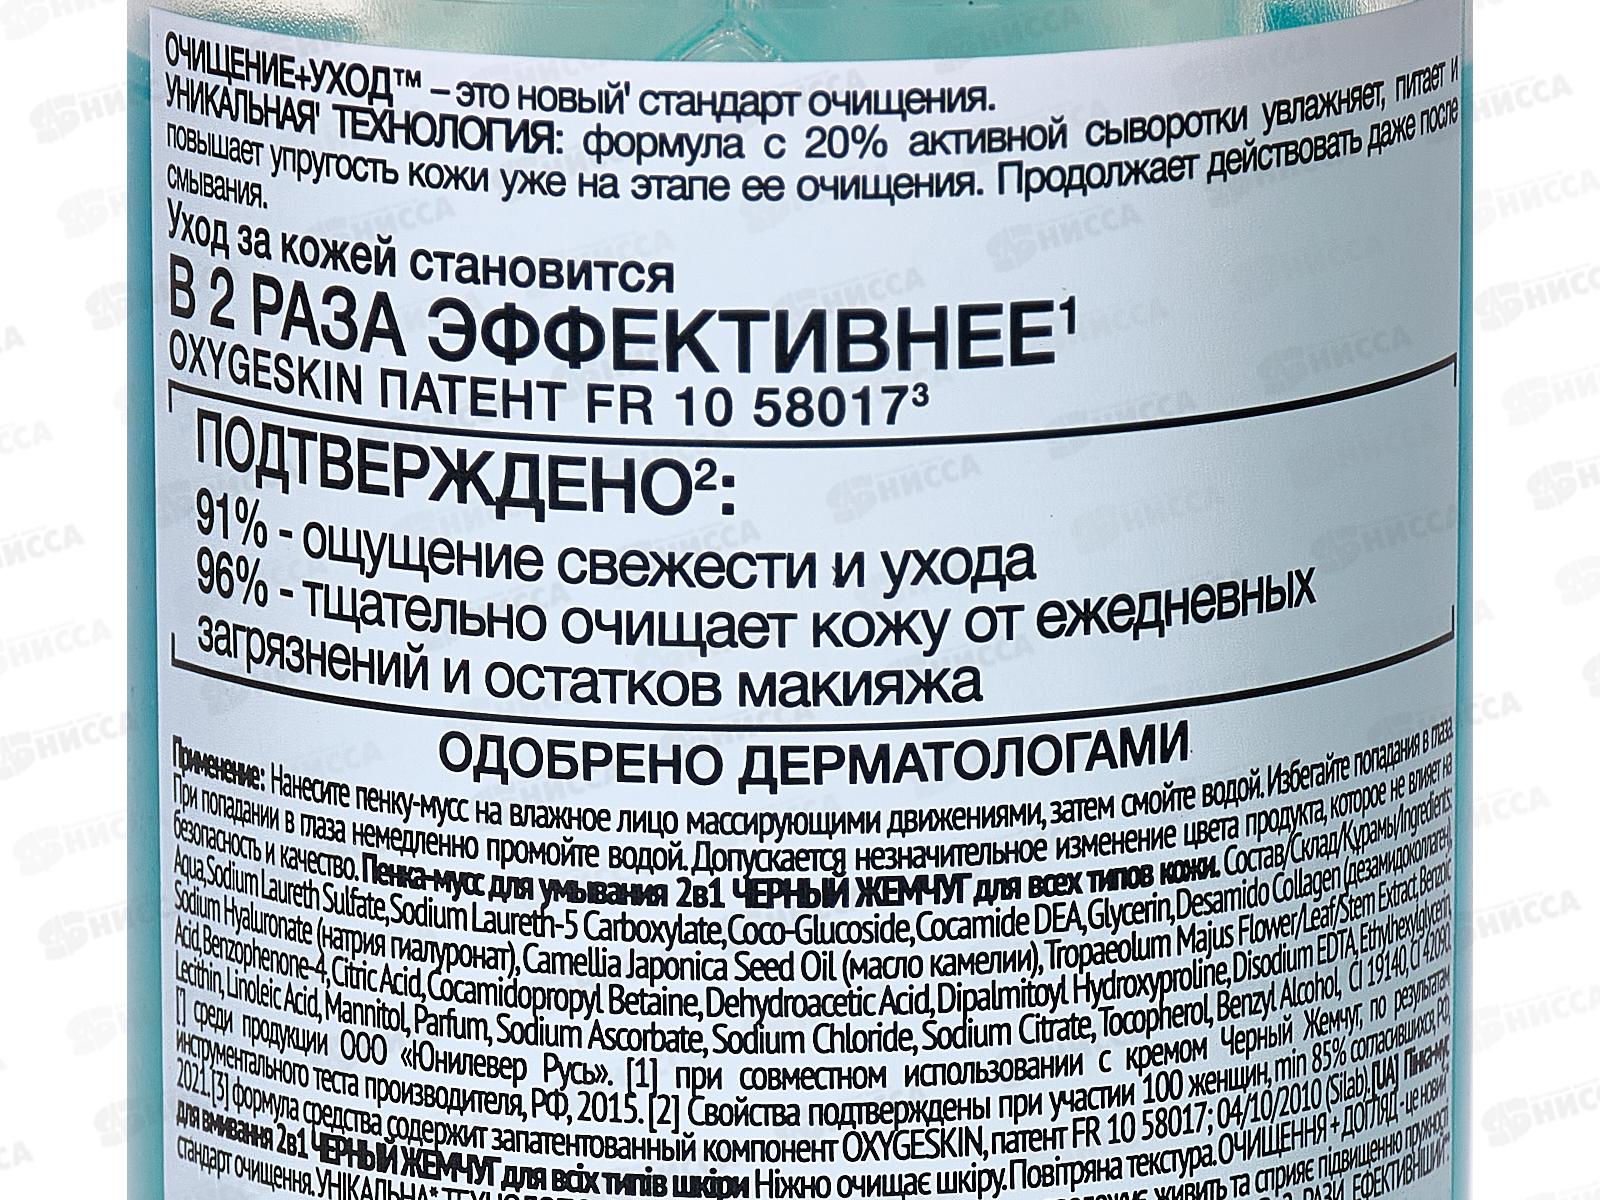 ОЧИЩЕНИЕ+УХОД™ – это новый' стандарт очищения.
УНИКАЛЬНАЯ' ТЕХНОЛОГИЯ: формула с 20% активной сыворотки увлажняет, питает и
повышает упругость кожи уже на этапе ее очищения. Продолжает действовать даже после
смывания.
Уход за кожей становится
В 2 РАЗА ЭФФЕКТИВНЕЕ¹
OXYGESKIN ПАТЕНТ FR 10 58017³
ПОДТВЕРЖДЕНО²:
91% - ощущение свежести и ухода
96% - тщательно очищает кожу от ежедневных
загрязнений и остатков макияжа
ОДОБРЕНО ДЕРМАТОЛОГАМИ
Применение: Нанесите пенку-мусс на влажное лицо массирующими движениями, затем смойте водой. Избегайте попадания в глаза.
При попадании в глаза немедленно промойте водой. Допускается незначительное изменение цвета продукта, которое не влияет на
безопасность и качество. Пенка-мусс для умывания 2в1 ЧЕРНЫЙ ЖЕМЧУГ для всех типов кожи. Состав/Склад/Құрамы/Ingredients:
Aqua, Sodium Laureth Sulfate, Sodium Laureth-5 Carboxylate, Coco-Glucoside, Cocamide DEA, Glycerin, Desamido Collagen (дезамидоколлаген),
Sodium Hyaluronate (натрия гиалуронат), Camellia Japonica Seed Oil (масло камелии), Tropaeolum Majus Flower/Leaf/Stem Extract, Benzoic
Acid, Benzophenone-4, Citric Acid, Cocamidopropyl Betaine, Dehydroacetic Acid, Dipalmitoyl Hydroxyproline, Disodium EDTA, Ethylhexylglycerin,
Lecithin, Linoleic Acid, Mannitol, Parfum, Sodium Ascorbate, Sodium Chloride, Sodium Citrate, Tocopherol, Benzyl Alcohol, CI 19140, CI 42090.
['] среди продукции ООО «Юнилевер Русь». [1] при совместном использовании с кремом Черный Жемчуг, по результатам
инструментального теста производителя, РФ, 2015. [2] Свойства подтверждены при участии 100 женщин, min 85% согласившихся, РФ,
2021. [3] формула средства содержит запатентованный компонент OXYGESKIN, патент FR 10 58017; 04/10/2010 (Silab). [UA] Пінка-мус
для вмивання 2в1 ЧЕРНЫЙ ЖЕМЧУГ для всіх типів шкіри Ніжно очищає шкіру. Повітряна текстура. ОЧИЩЕННЯ + ДОГЛЯД - це новий*
стандарт очищення. УНІКАЛЬНА* живить та сприяє підвищенню пружності
РАЗИ ЕФЕКТИВНІШИЙ